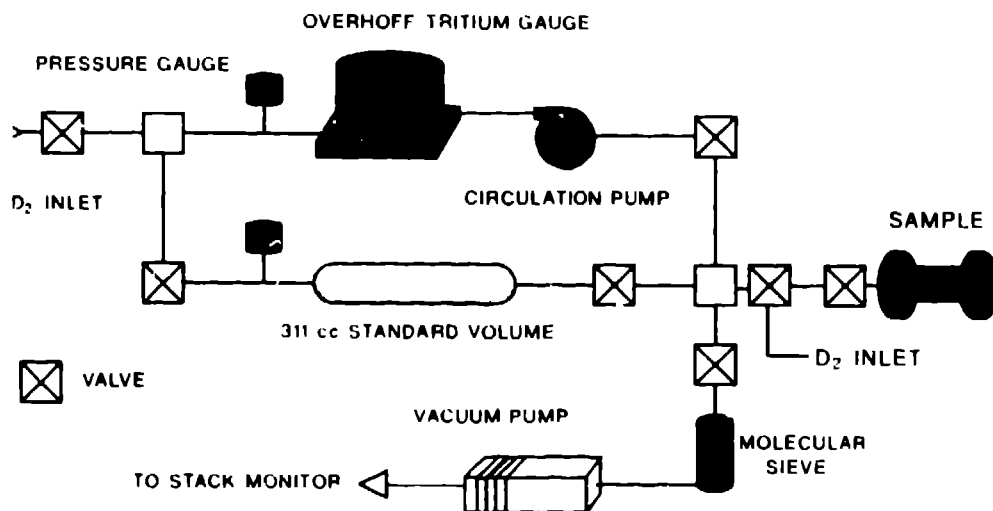 OVERHOFF TRITIUM GAUGE
PRESSURE GAUGE
D₂ INLET
CIRCULATION PUMP
SAMPLE
311 cc STANDARD VOLUME
D₂ INLET
VALVE
VACUUM PUMP
MOLECULAR
SIEVE
TO STACK MONITOR